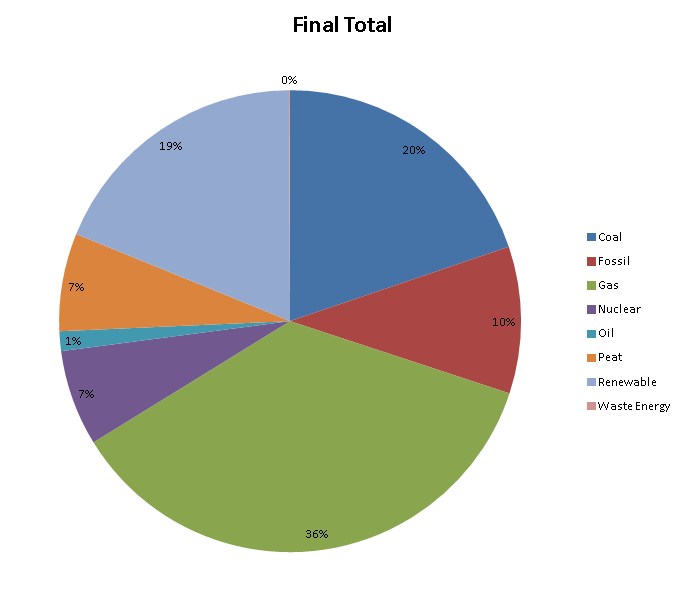 Final Total
0%
19%
20%
7%
10%
1%
7%
36%
Coal
Fossil
Gas
Nuclear
Oil
Peat
Renewable
Waste Energy